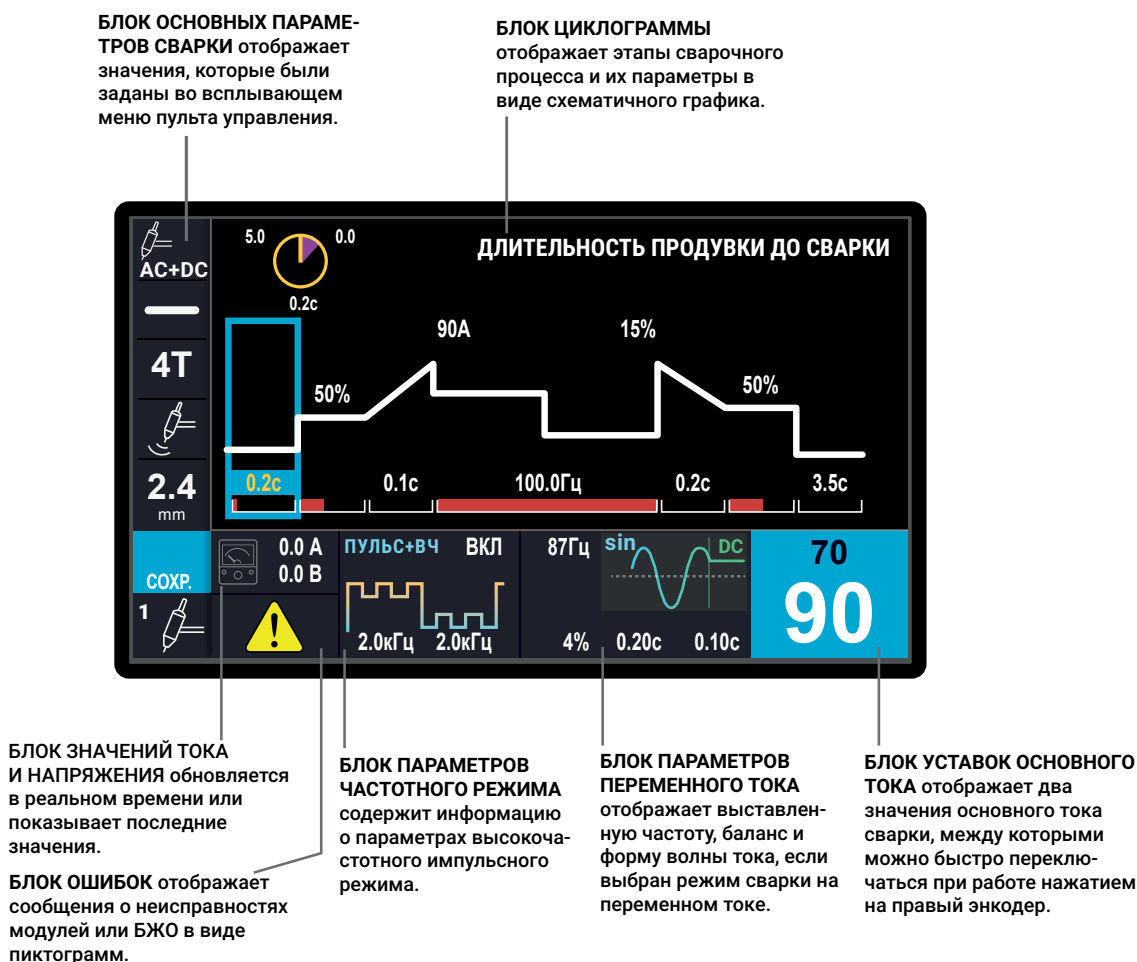 БЛОК ОСНОВНЫХ ПАРАМЕ-
ТРОВ СВАРКИ отображает
значения, которые были
заданы во всплывающем
меню пульта управления.
БЛОК ЦИКЛОГРАММЫ
отображает этапы сварочного
процесса и их параметры в
виде схематичного графика.
AC+DC
4T
2.4
mm
СОХР.
1
5.0
0.0
0.2с
ДЛИТЕЛЬНОСТЬ ПРОДУВКИ ДО СВАРКИ
90А
15%
50%
50%
0.2с
0.1с
100.0Гц
0.2с
3.5с
0.0 А
0.0 В
ПУЛЬС+ВЧ
ВКЛ
2.0кГц
2.0кГц
87Гц
sin
DC
4%
0.20с
0.10с
70
90
БЛОК ЗНАЧЕНИЙ ТОКА
И НАПРЯЖЕНИЯ обновляется
в реальном времени или
показывает последние
значения.
БЛОК ОШИБОК отображает
сообщения о неисправностях
модулей или БЖО в виде
пиктограмм.
БЛОК ПАРАМЕТРОВ
ЧАСТОТНОГО РЕЖИМА
содержит информацию
о параметрах высокоча-
стотного импульсного
режима.
БЛОК ПАРАМЕТРОВ
ПЕРЕМЕННОГО ТОКА
отображает выставлен-
ную частоту, баланс и
форму волны тока, если
выбран режим сварки на
переменном токе.
БЛОК УСТАВОК ОСНОВНОГО
ТОКА отображает два
значения основного тока
сварки, между которыми
можно быстро переклю-
чаться при работе нажатием
на правый энкодер.